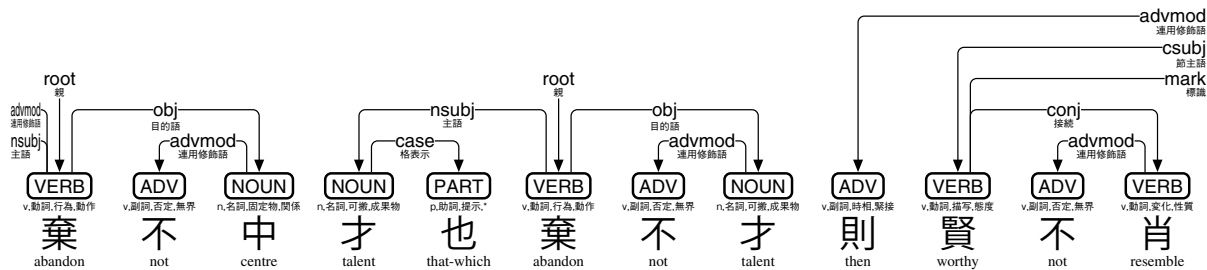 advmod
連用修飾語
csubj
節主語
root
親
root
親
mark
標識
advmod
連用修飾語
obj
目的語
nsubj
主語
obj
目的語
conj
接続
nsubj
主語
advmod
連用修飾語
case
格表示
advmod
連用修飾語
advmod
連用修飾語
VERB ADV NOUN NOUN PART VERB ADV NOUN ADV VERB ADV VERB
v,動詞,行為,動作 v,副詞,否定,無界 n,名詞,固定物,関係 n,名詞,可搬,成果物 p,助詞,提示,* v,動詞,行為,動作 v,副詞,否定,無界 n,名詞,可搬,成果物 v,副詞,時相,緊接 v,動詞,描写,態度 v,副詞,否定,無界 v,動詞,変化,性質
棄 不 中 才 也 棄 不 才 則 賢 不 肖
abandon not centre talent that-which abandon not talent then worthy not resemble